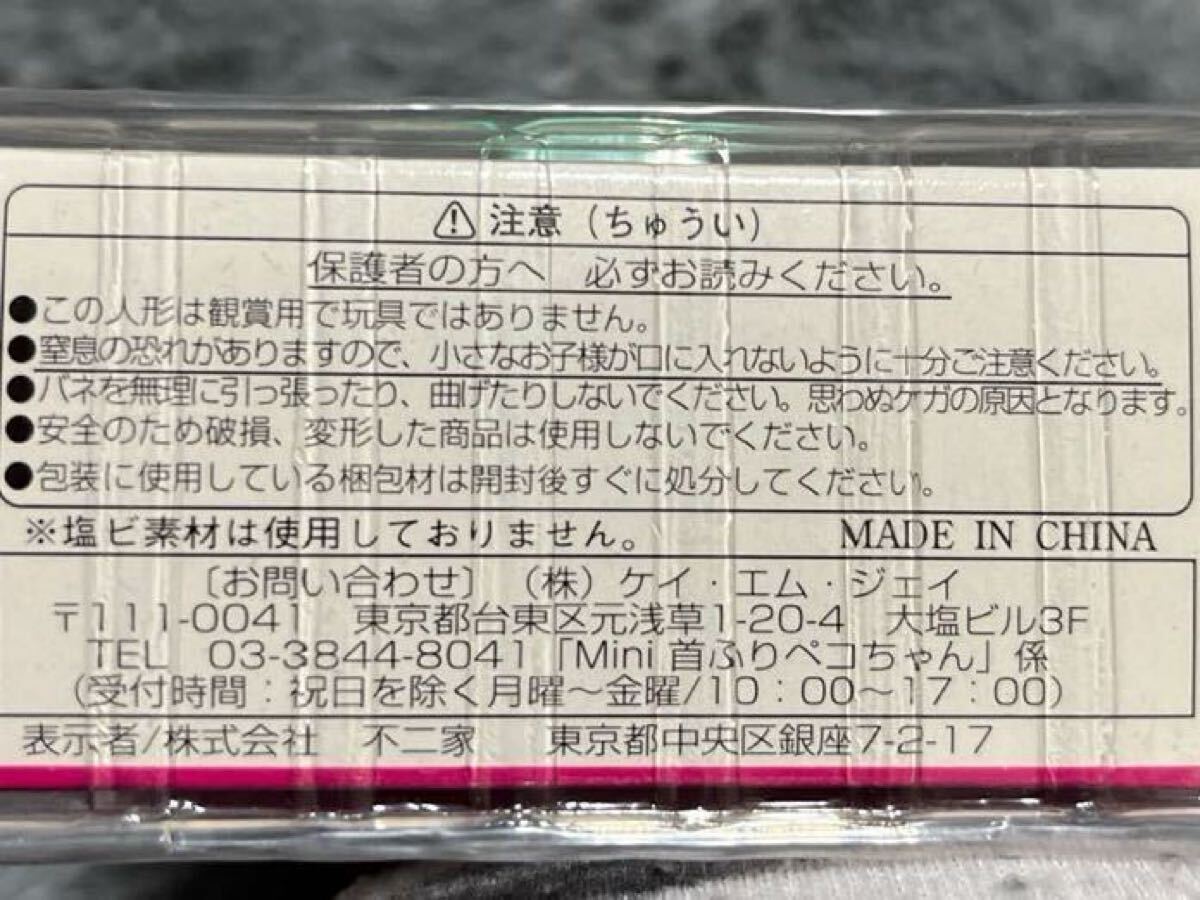 ⚠注意（ちゅうい）
保護者の方へ　必ずお読みください。
●この人形は観賞用で玩具ではありません。
●窒息の恐れがありますので、小さなお子様が口に入れないように十分ご注意ください。
●バネを無理に引っ張ったり、曲げたりしないでください。思わぬケガの原因となります。
●安全のため破損、変形した商品は使用しないでください。
●包装に使用している梱包材は開封後すぐに処分してください。
※塩ビ素材は使用しておりません。　MADE IN CHINA
〔お問い合わせ〕（株）ケイ・エム・ジェイ
〒111-0041　東京都台東区元浅草1-20-4　大塩ビル3F
TEL　03-3844-8041「Mini 首ふりペコちゃん」係
（受付時間：祝日を除く月曜〜金曜/10：00〜17：00）
表示者/株式会社　不二家　東京都中央区銀座7-2-17